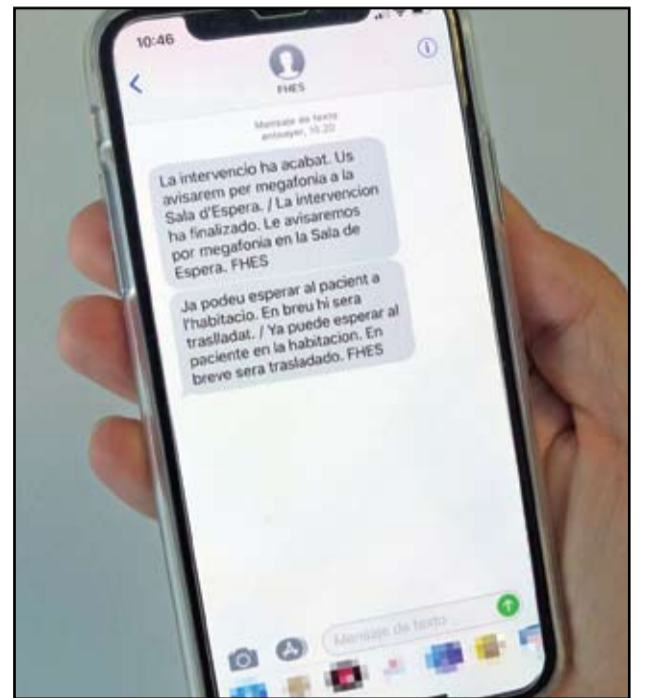 10:46
FHES
Mensaje de texto
anteayer, 10:20
La intervencio ha acabat. Us
avisarem per megafonia a la
Sala d'Espera. / La intervencion
ha finalizado. Le avisaremos
por megafonia en la Sala de
Espera. FHES
Ja podeu esperar al pacient a
l'habitacio. En breu hi sera
traslladat. / Ya puede esperar al
paciente en la habitacion. En
breve sera trasladado. FHES
Mensaje de texto